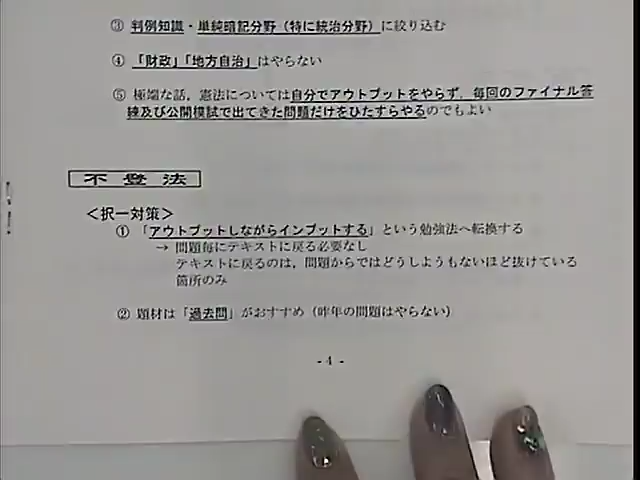 ③ 判例知識・単純暗記分野（特に統治分野）に絞り込む
④ 「財政」「地方自治」はやらない
⑤ 極端な話，憲法については自分でアウトプットをやらず，毎回のファイナル答
練及び公開模試で出てきた問題だけをひたすらやるのでもよい
不登法
＜択一対策＞
① 「アウトプットしながらインプットする」という勉強法へ転換する
→ 問題毎にテキストに戻る必要なし
テキストに戻るのは，問題からではどうしようもないほど抜けている
箇所のみ
② 題材は「過去問」がおすすめ（昨年の問題はやらない）
- 4 -